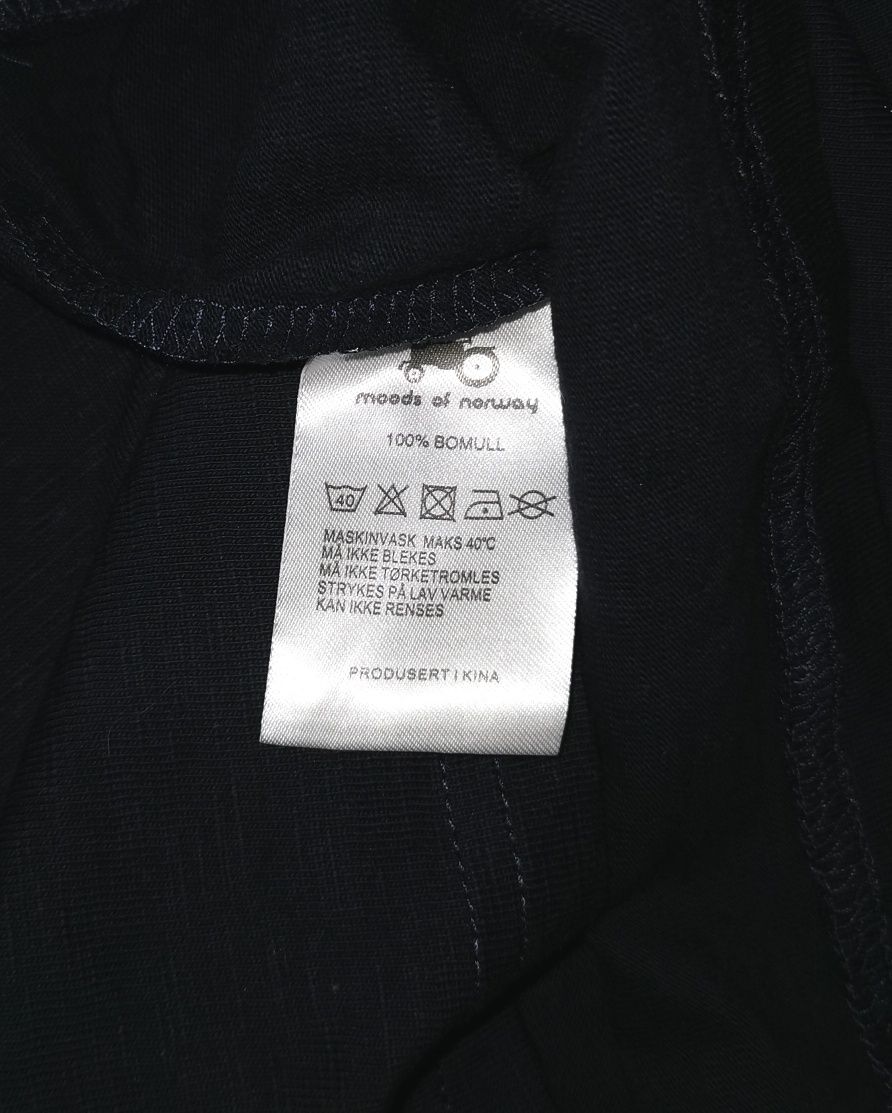 moods of norway
100% BOMULL
40
MASKINVASK MAKS 40°C
MÅ IKKE BLEKES
MÅ IKKE TØRKETROMLES
STRYKES PÅ LAV VARME
KAN IKKE RENSES
PRODUSERT I KINA